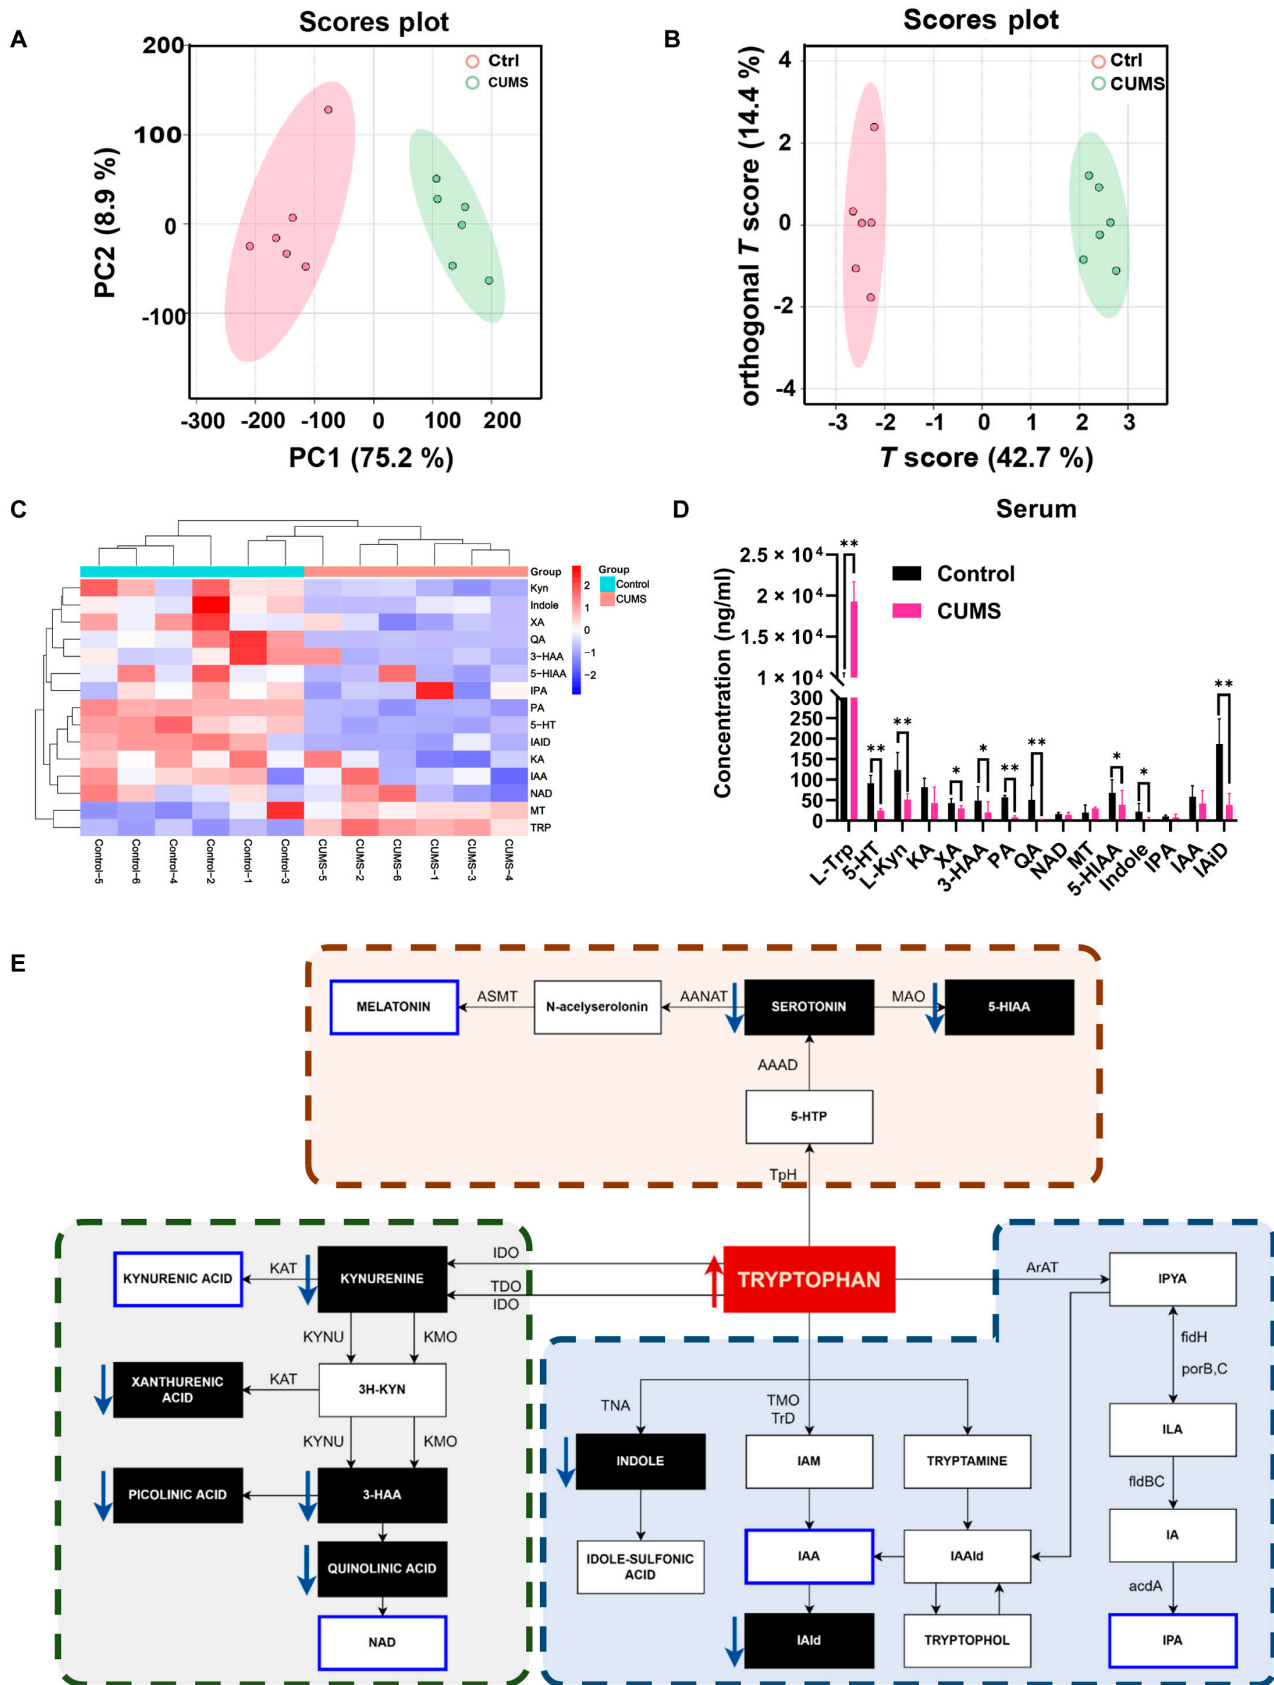 A
Scores plot
Ctrl
CUMS
PC2 (8.9 %)
200
100
0
-100
-300 -200 -100 0 100 200
PC1 (75.2 %)
B
Scores plot
Ctrl
CUMS
orthogonal T score (14.4 %)
4
2
0
-2
-4
-3 -2 -1 0 1 2 3
T score (42.7 %)
C
Group
Kyn
Indole
XA
QA
3-HAA
5-HIAA
IPA
PA
5-HT
IAID
KA
IAA
NAD
MT
TRP
Control-5
Control-6
Control-4
Control-2
Control-1
Control-3
CUMS-5
CUMS-2
CUMS-6
CUMS-1
CUMS-3
CUMS-4
2
1
0
-1
-2
Group
Control
CUMS
D
Serum
Control
CUMS
Concentration (ng/ml)
2.5 × 10⁴
2 × 10⁴
1.5 × 10⁴
1 × 10⁴
300
250
200
150
100
50
0
**
**
**
*
*
**
**
*
*
**
L-Trp
5-HT
L-Kyn
KA
XA
3-HAA
PA
QA
NAD
MT
5-HIAA
Indole
IPA
IAA
IAiD
E
MELATONIN
ASMT
N-acelyserolonin
AANAT
SEROTONIN
MAO
5-HIAA
AAAD
5-HTP
TpH
KYNURENIC ACID
KAT
KYNURENINE
IDO
TDO
IDO
TRYPTOPHAN
ArAT
IPYA
KYNU
KMO
fidH
porB,C
XANTHURENIC
ACID
KAT
3H-KYN
TNA
TMO
TrD
ILA
KYNU
KMO
INDOLE
IAM
TRYPTAMINE
fldBC
PICOLINIC ACID
3-HAA
IA
QUINOLINIC ACID
IDOLE-SULFONIC
ACID
IAA
IAAld
acdA
NAD
IAld
TRYPTOPHOL
IPA